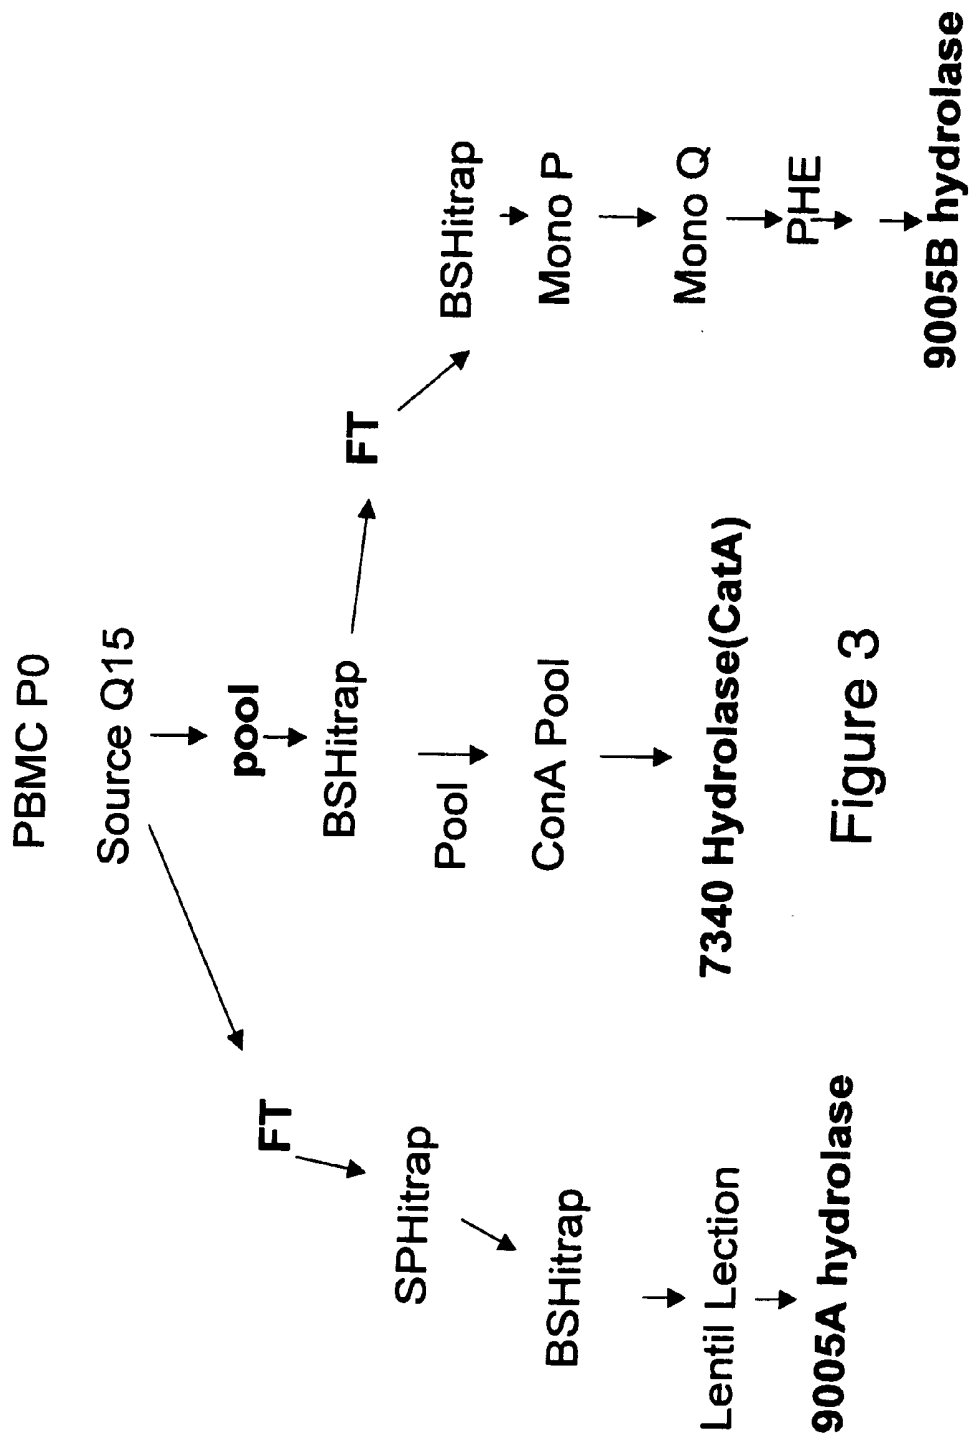 PBMC P0
Source Q15
FT
SPHitrap
BSHitrap
Lentil Lection
9005A hydrolase
pool
BSHitrap
Pool
ConA Pool
7340 Hydrolase(CatA)
FT
BSHitrap
Mono P
Mono Q
PHE
9005B hydrolase
Figure 3